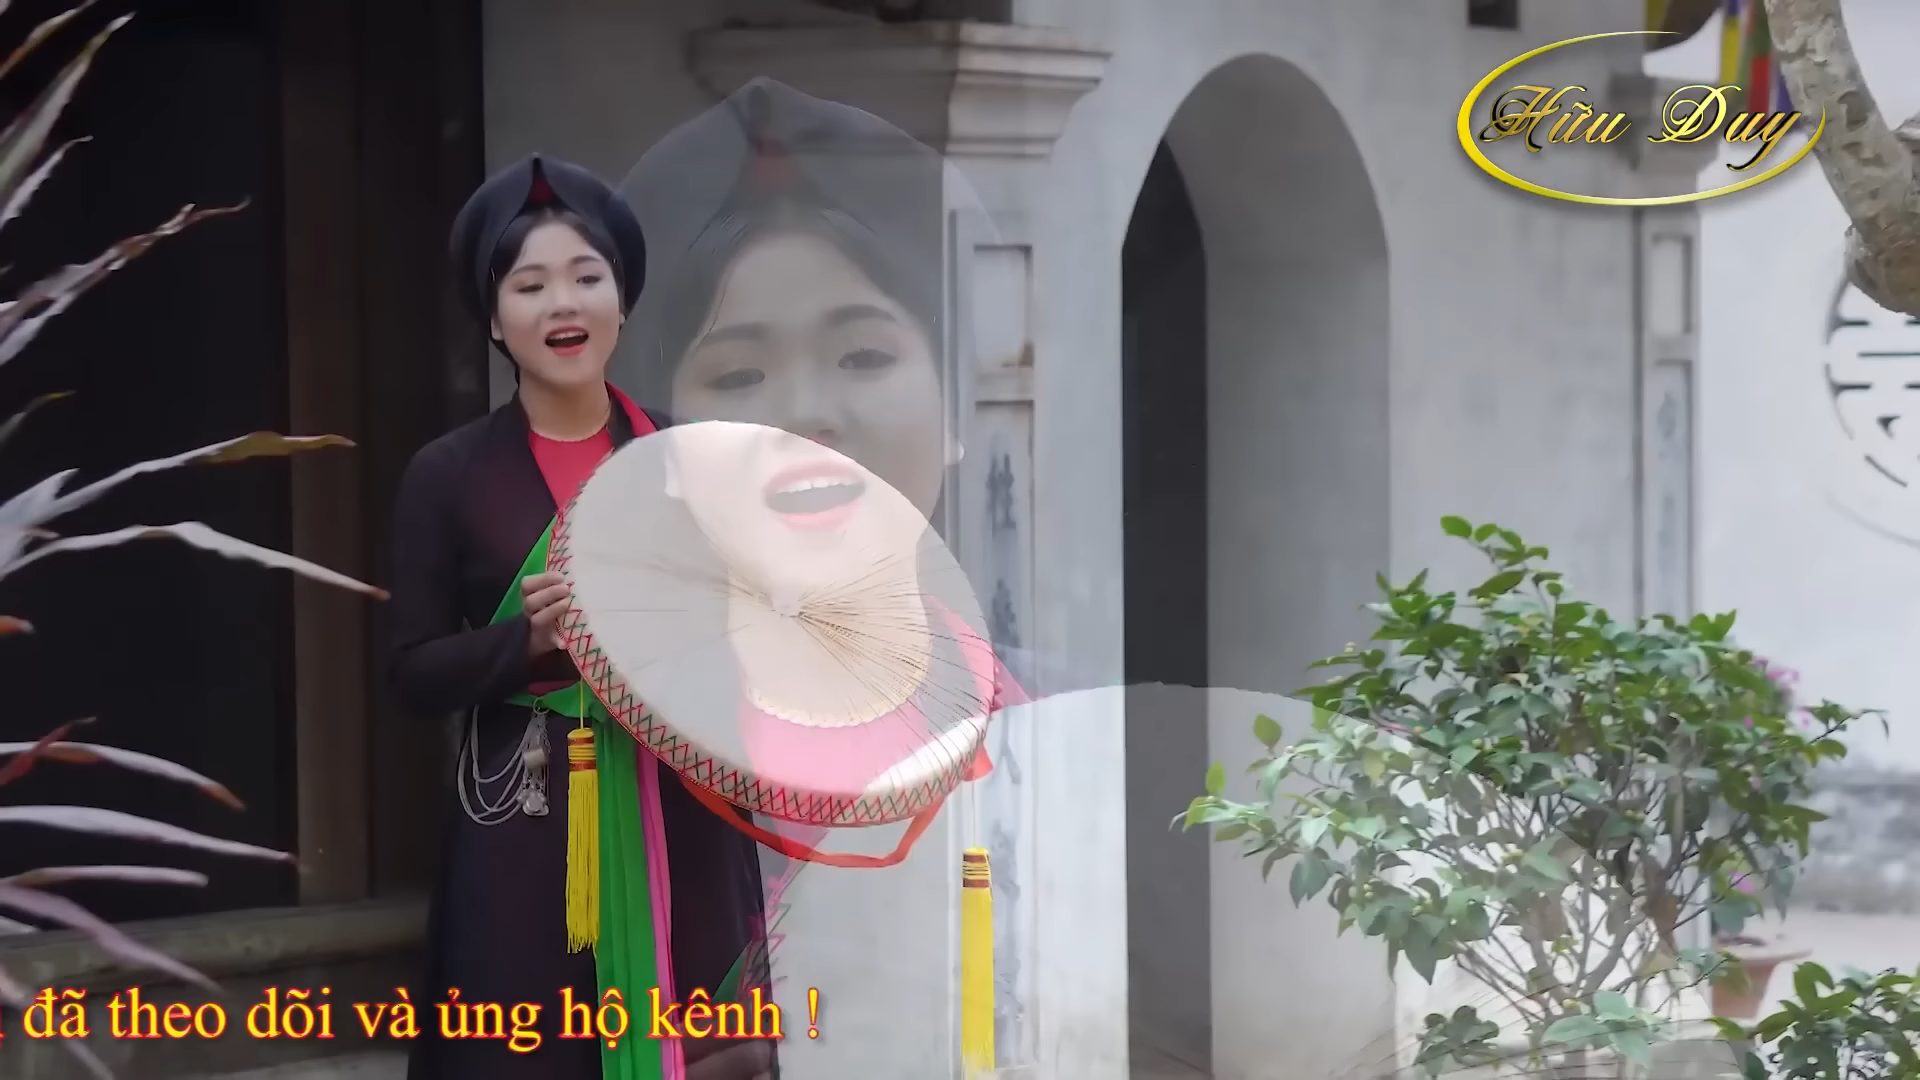 Hữu Duy
đã theo dõi và ủng hộ kênh !